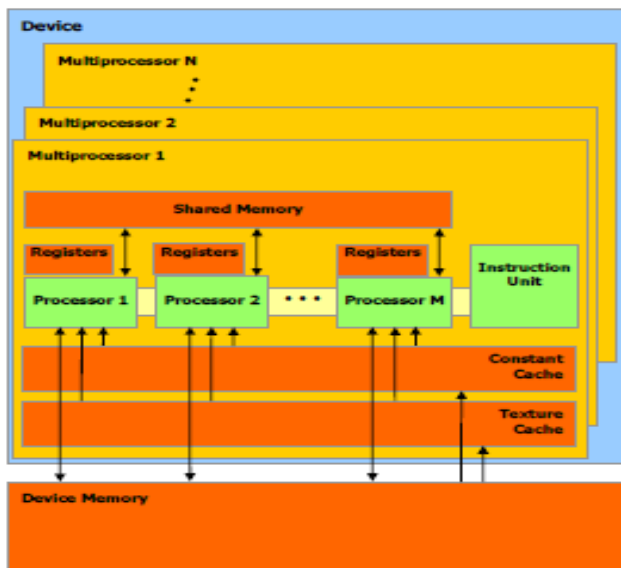 Device
Multiprocessor N
Multiprocessor 2
Multiprocessor 1
Shared Memory
Registers
Registers
Registers
Processor 1
Processor 2
Processor M
Instruction
Unit
Constant
Cache
Texture
Cache
Device Memory